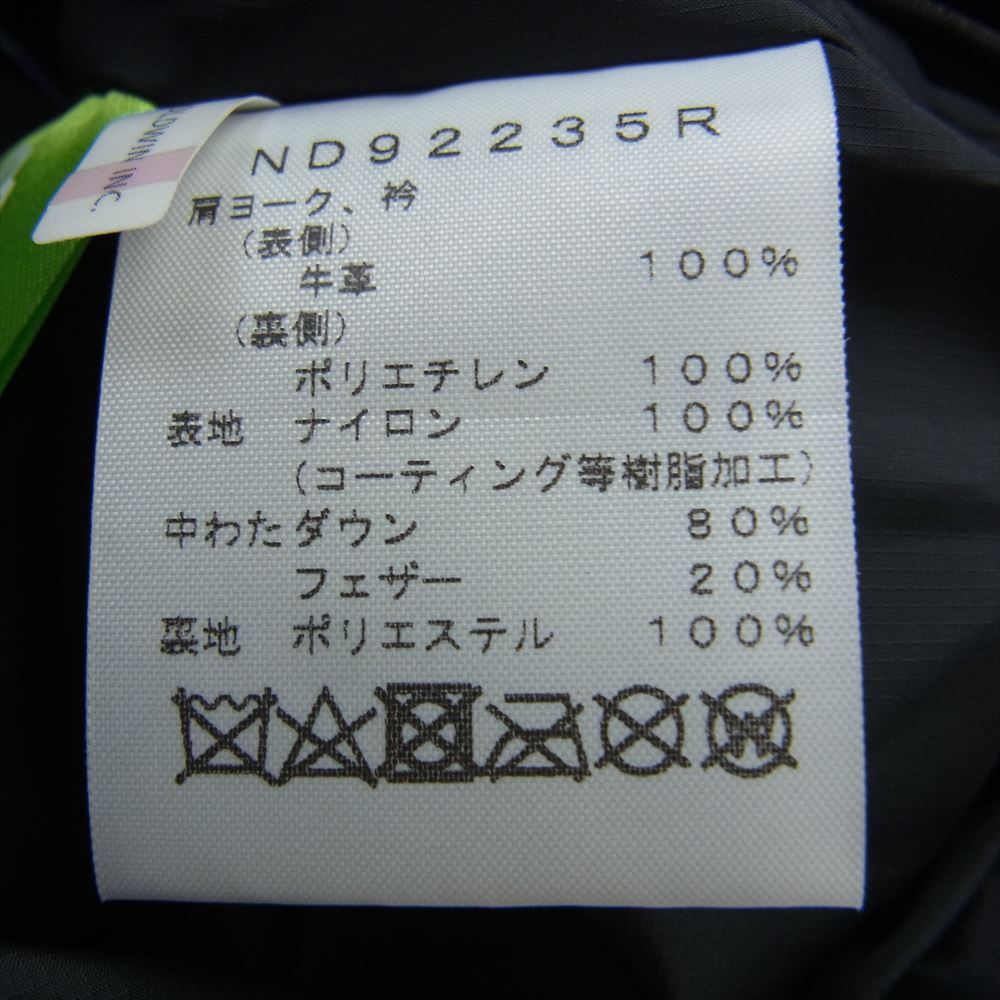 LDWIN INC.
ND92235R
肩ヨーク、衿
(表側)
牛革 100%
(裏側)
ポリエチレン 100%
表地 ナイロン 100%
(コーティング等樹脂加工)
中わた ダウン 80%
フェザー 20%
裏地 ポリエステル 100%
W